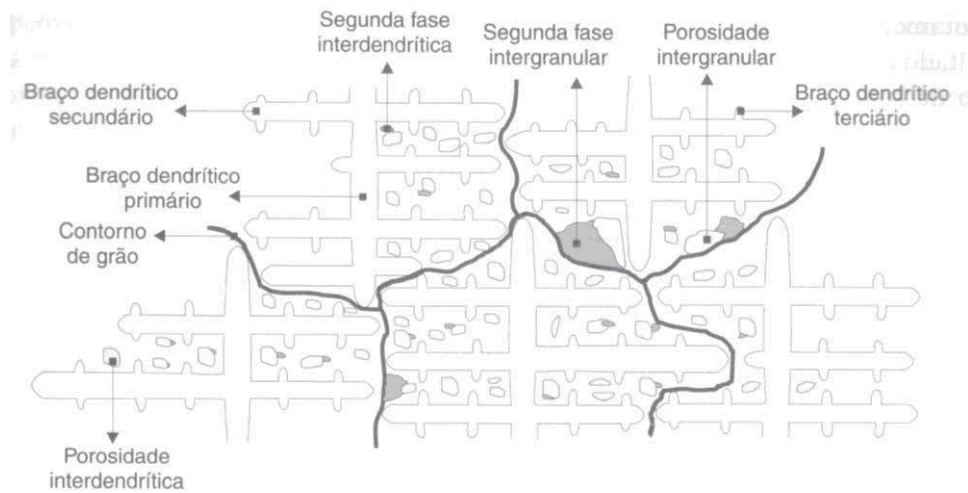 Segunda fase
interdendrítica
Segunda fase
intergranular
Porosidade
intergranular
Braço dendrítico
secundário
Braço dendrítico
terciário
Braço dendrítico
primário
Contorno
de grão
Porosidade
interdendrítica